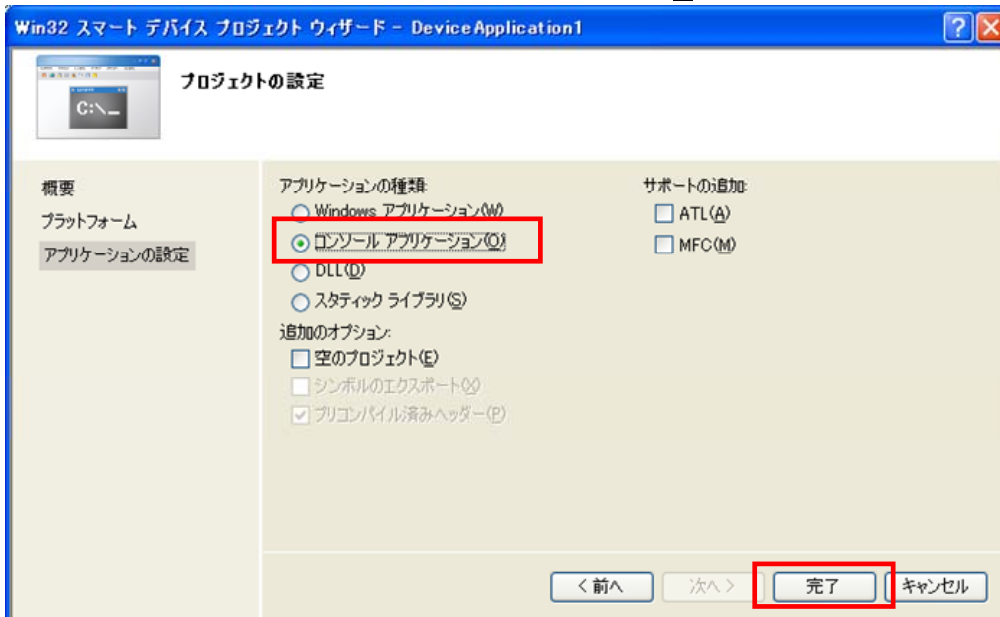 Win32 スマート デバイス プロジェクト ウィザード - DeviceApplication1
C:\_
プロジェクトの設定
概要
プラットフォーム
アプリケーションの設定
アプリケーションの種類:
Windows アプリケーション(W)
コンソール アプリケーション(O)
DLL(D)
スタティック ライブラリ(S)
追加のオプション:
空のプロジェクト(E)
シンボルのエクスポート(X)
プリコンパイル済みヘッダー(P)
サポートの追加:
ATL(A)
MFC(M)
< 前へ
次へ >
完了
キャンセル